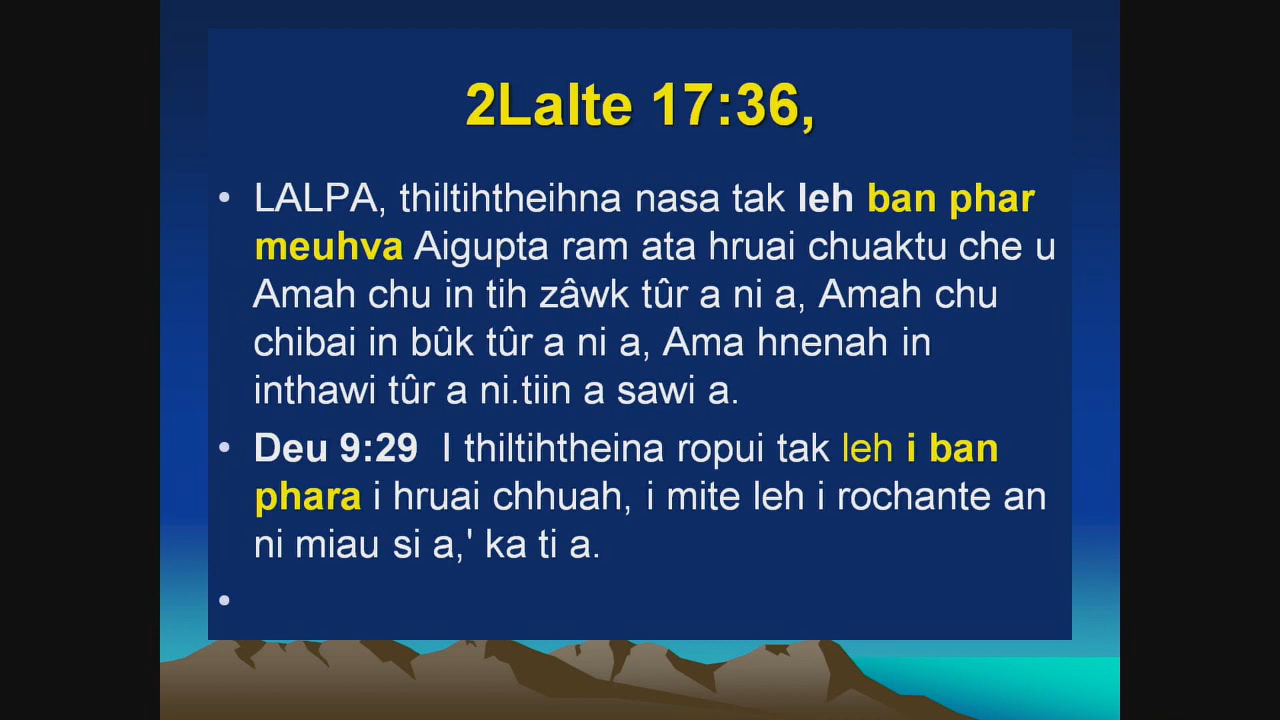 2Lalte 17:36,
• LALPA, thiltihtheihna nasa tak leh ban phar
meuhva Aigupta ram ata hruai chuaktu che u
Amah chu in tih zâwk tûr a ni a, Amah chu
chibai in bûk tûr a ni a, Ama hnenah in
inthawi tûr a ni.tiin a sawi a.
• Deu 9:29 I thiltihtheina ropui tak leh i ban
phara i hruai chhuah, i mite leh i rochante an
ni miau si a,' ka ti a.
•